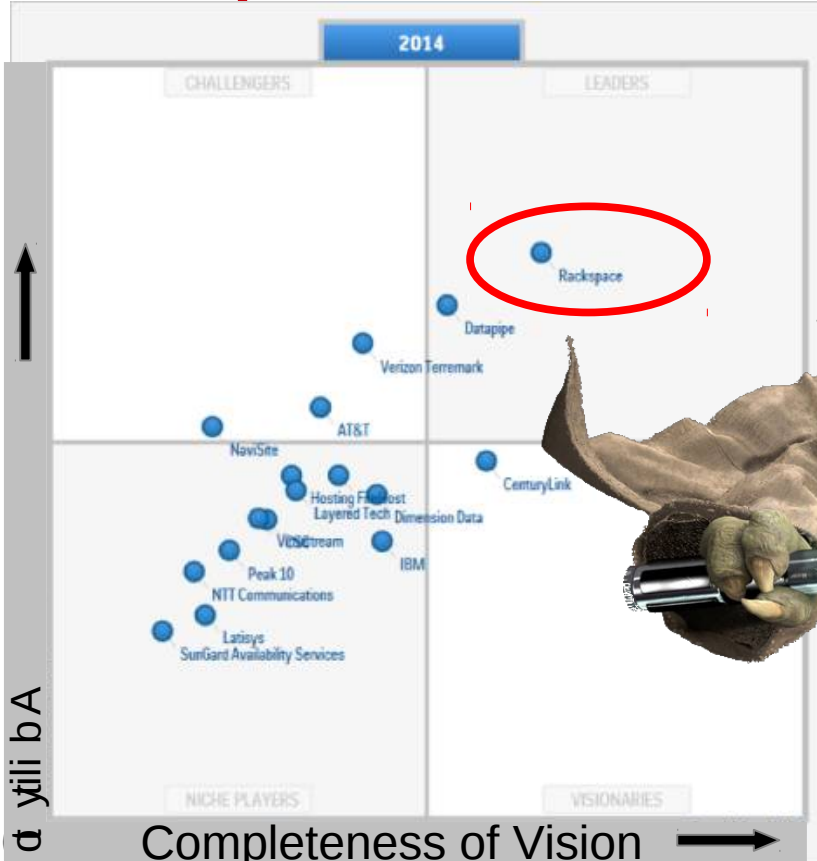 2014
CHALLENGERS
LEADERS
Rackspace
Datapipe
Verizon Terremark
AT&T
NaviSite
CenturyLink
Hosting
Layered Tech
Dimension Data
IBM
Peak 10
NTT Communications
Latisys
SunGard Availability Services
NICHE PLAYERS
VISIONARIES
Completeness of Vision